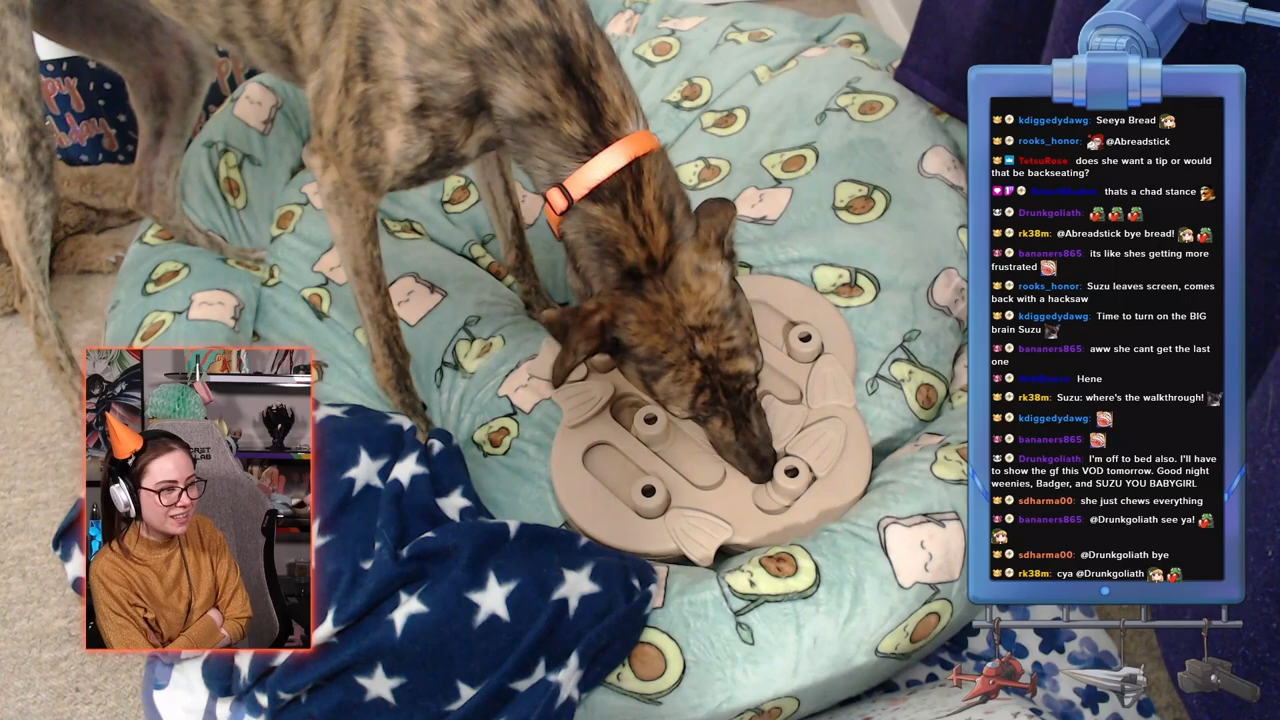 kdiggedydawg: Seeya Bread
rooks_honor: @Abreadstick
TetsuRose does she want a tip or would
that be backseating?
thats a chad stance
Drunkgoliath:
rk38m: @Abreadstick bye bread!
bananers865: its like shes getting more
frustrated
rooks_honor: Suzu leaves screen, comes
back with a hacksaw
kdiggedydawg: Time to turn on the BIG
brain Suzu
bananers865: aww she cant get the last
one
Hene
rk38m: Suzu: where's the walkthrough!
kdiggedydawg:
bananers865:
Drunkgoliath: I'm off to bed also. I'll have
to show the gf this VOD tomorrow. Good night
weenies, Badger, and SUZU YOU BABYGIRL
sdharma00: she just chews everything
bananers865: @Drunkgoliath see ya!
sdharma00: @Drunkgoliath bye
rk38m: cya @Drunkgoliath